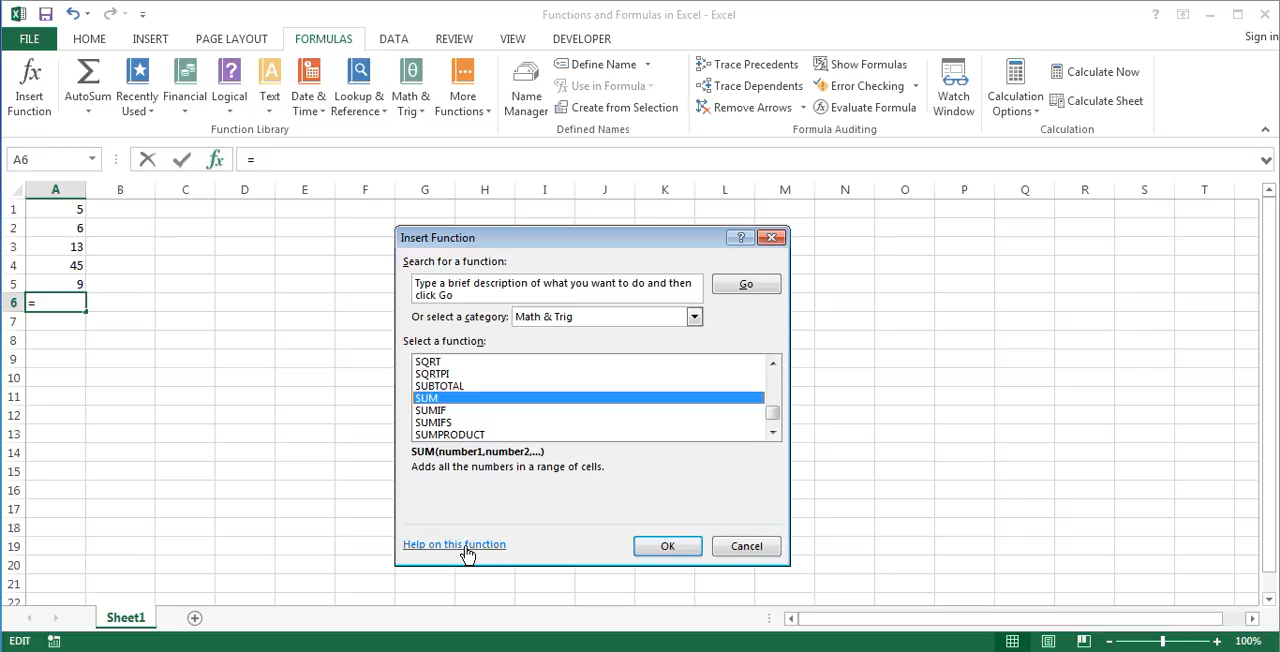 Functions and Formulas in Excel - Excel
FILE HOME INSERT PAGE LAYOUT FORMULAS DATA REVIEW VIEW DEVELOPER Sign in
Insert Function
AutoSum
Recently Used
Financial
Logical
Text
Date & Time
Lookup & Reference
Math & Trig
More Functions
Function Library
Name Manager
Define Name
Use in Formula
Create from Selection
Defined Names
Trace Precedents
Trace Dependents
Remove Arrows
Show Formulas
Error Checking
Evaluate Formula
Formula Auditing
Watch Window
Calculation Options
Calculate Now
Calculate Sheet
Calculation
A6 fx =
A B C D E F G H I J K L M N O P Q R S T
1 5
2 6
3 13
4 45
5 9
6 =
7
8
9
10
11
12
13
14
15
16
17
18
19
20
21
22
Insert Function
Search for a function:
Type a brief description of what you want to do and then
click Go
Go
Or select a category: Math & Trig
Select a function:
SQRT
SQRTPI
SUBTOTAL
SUM
SUMIF
SUMIFS
SUMPRODUCT
SUM(number1,number2,...)
Adds all the numbers in a range of cells.
Help on this function
OK Cancel
Sheet1
EDIT 100%